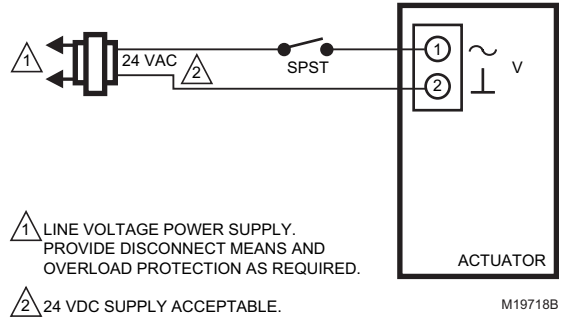 1
24 VAC
2
SPST
1
V
2
ACTUATOR
1 LINE VOLTAGE POWER SUPPLY.
PROVIDE DISCONNECT MEANS AND
OVERLOAD PROTECTION AS REQUIRED.
2 24 VDC SUPPLY ACCEPTABLE.
M19718B